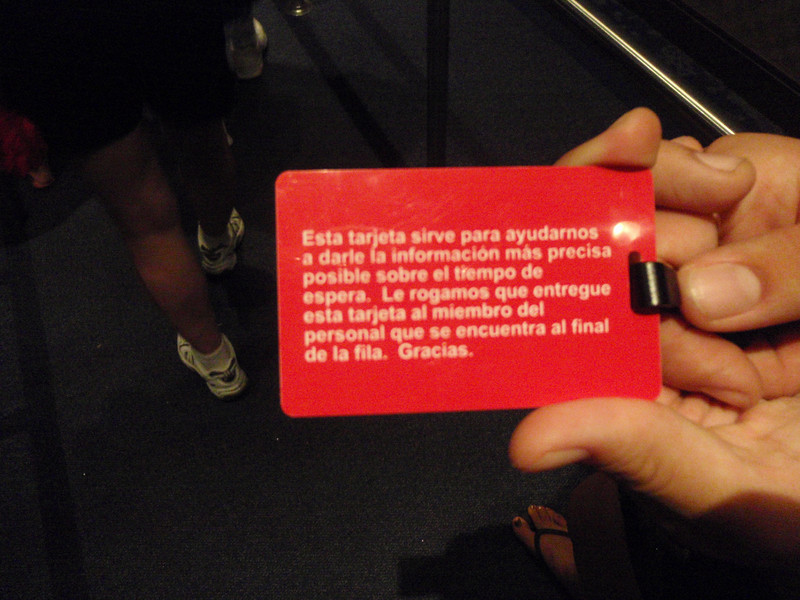 Esta tarjeta sirve para ayudarnos
a darle la información más precisa
posible sobre el tiempo de
espera. Le rogamos que entregue
esta tarjeta al miembro del
personal que se encuentra al final
de la fila. Gracias.